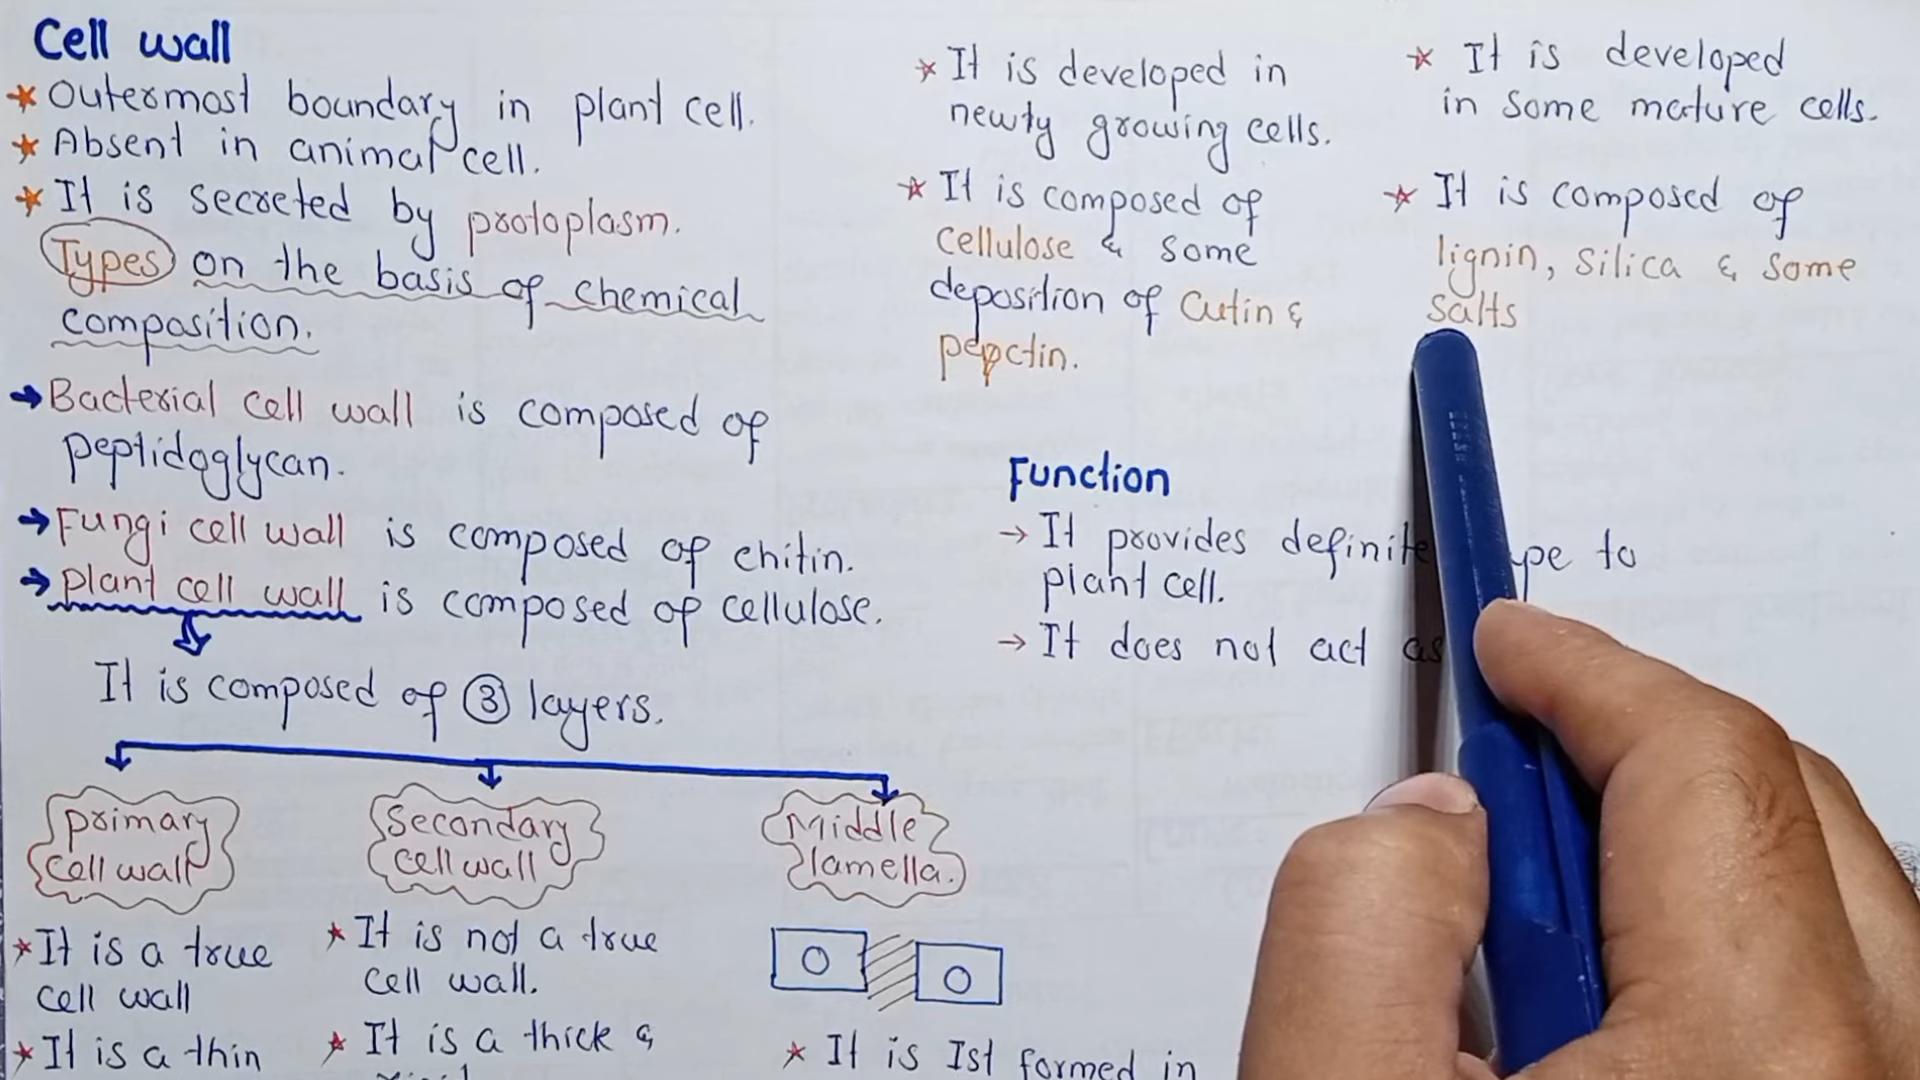 Cell wall
Outermost boundary in plant cell.
Absent in animal cell.
It is secreted by protoplasm.
Types on the basis of chemical
composition.
Bacterial cell wall is composed of
peptidoglycan.
Fungi cell wall is composed of chitin.
Plant cell wall is composed of cellulose.
It is composed of 3 layers.
primary
cell wall
It is a true
cell wall
It is a thin
Secondary
cell wall
It is not a true
cell wall.
It is a thick &
Middle
lamella.
It is Ist formed in
It is developed in
newly growing cells.
It is composed of
cellulose & some
deposition of cutin &
pectin.
It is developed
in some mature cells.
It is composed of
lignin, silica & some
salts
Function
It provides definite to
plant cell.
It does not act as